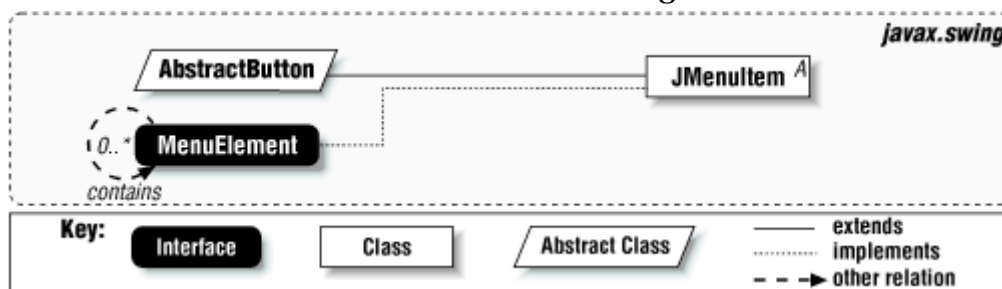 javax.swing
AbstractButton
JMenuItem A
0..* MenuElement
contains
Key:
Interface
Class
Abstract Class
extends
implements
other relation